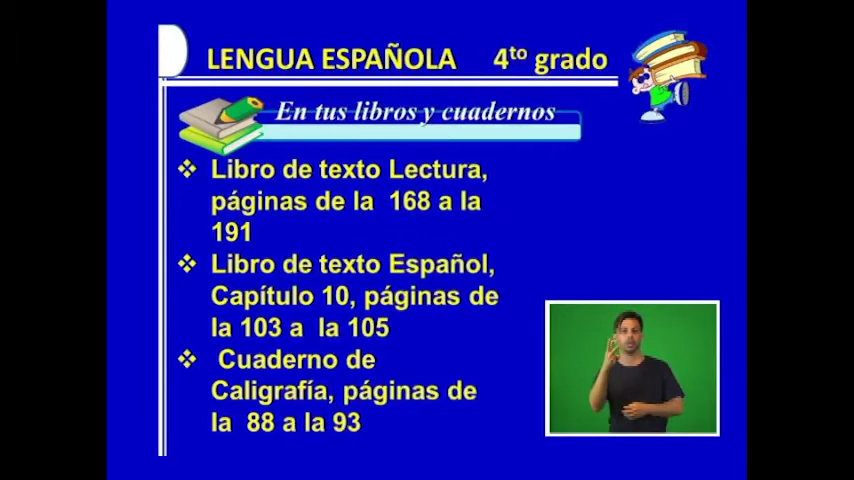 LENGUA ESPAÑOLA 4to grado
En tus libros y cuadernos
❖ Libro de texto Lectura,
páginas de la 168 a la
191
❖ Libro de texto Español,
Capítulo 10, páginas de
la 103 a la 105
❖ Cuaderno de
Caligrafía, páginas de
la 88 a la 93